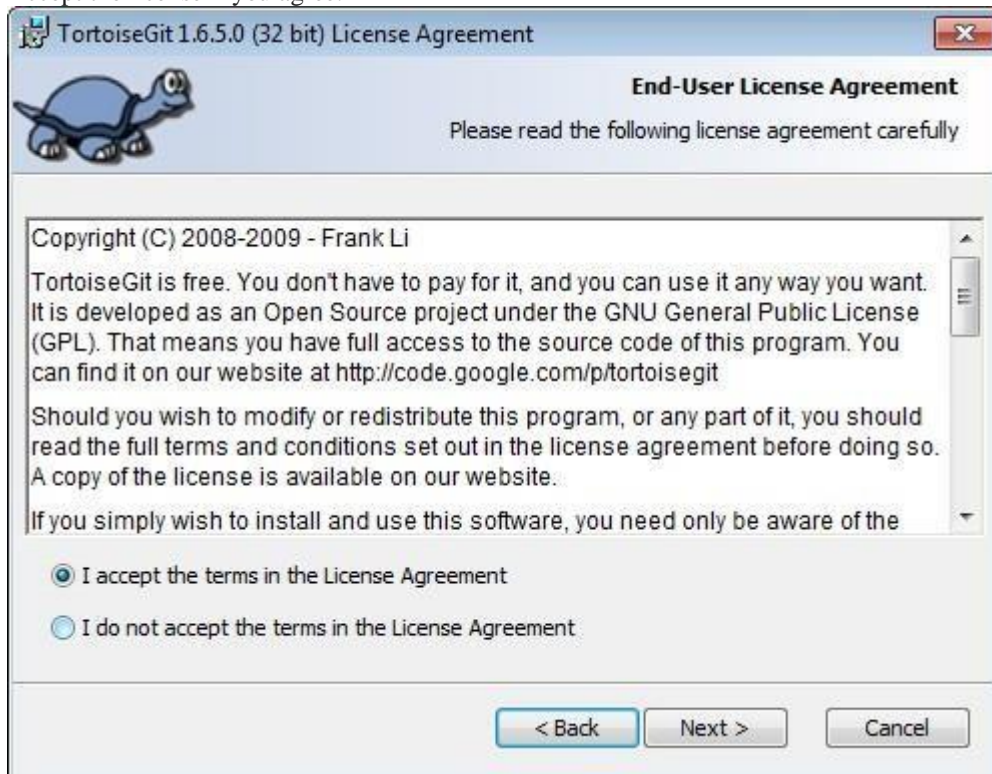 TortoiseGit 1.6.5.0 (32 bit) License Agreement
End-User License Agreement
Please read the following license agreement carefully
Copyright (C) 2008-2009 - Frank Li
TortoiseGit is free. You don't have to pay for it, and you can use it any way you want.
It is developed as an Open Source project under the GNU General Public License
(GPL). That means you have full access to the source code of this program. You
can find it on our website at http://code.google.com/p/tortoisegit
Should you wish to modify or redistribute this program, or any part of it, you should
read the full terms and conditions set out in the license agreement before doing so.
A copy of the license is available on our website.
If you simply wish to install and use this software, you need only be aware of the
I accept the terms in the License Agreement
I do not accept the terms in the License Agreement
< Back Next > Cancel